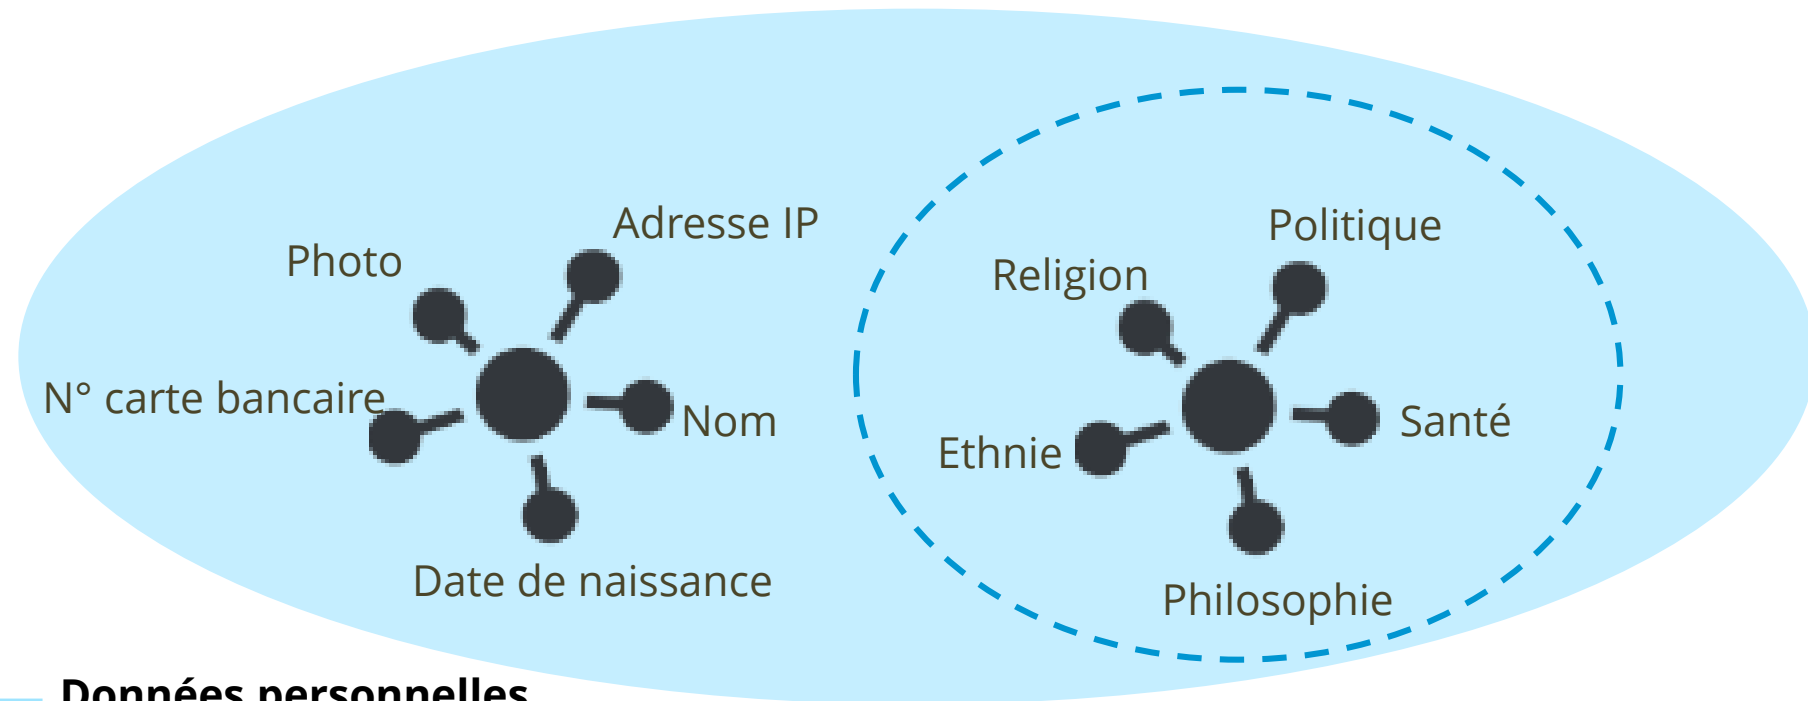 Adresse IP
Photo
N° carte bancaire
Nom
Date de naissance
Politique
Religion
Ethnie
Santé
Philosophie
Données personnelles